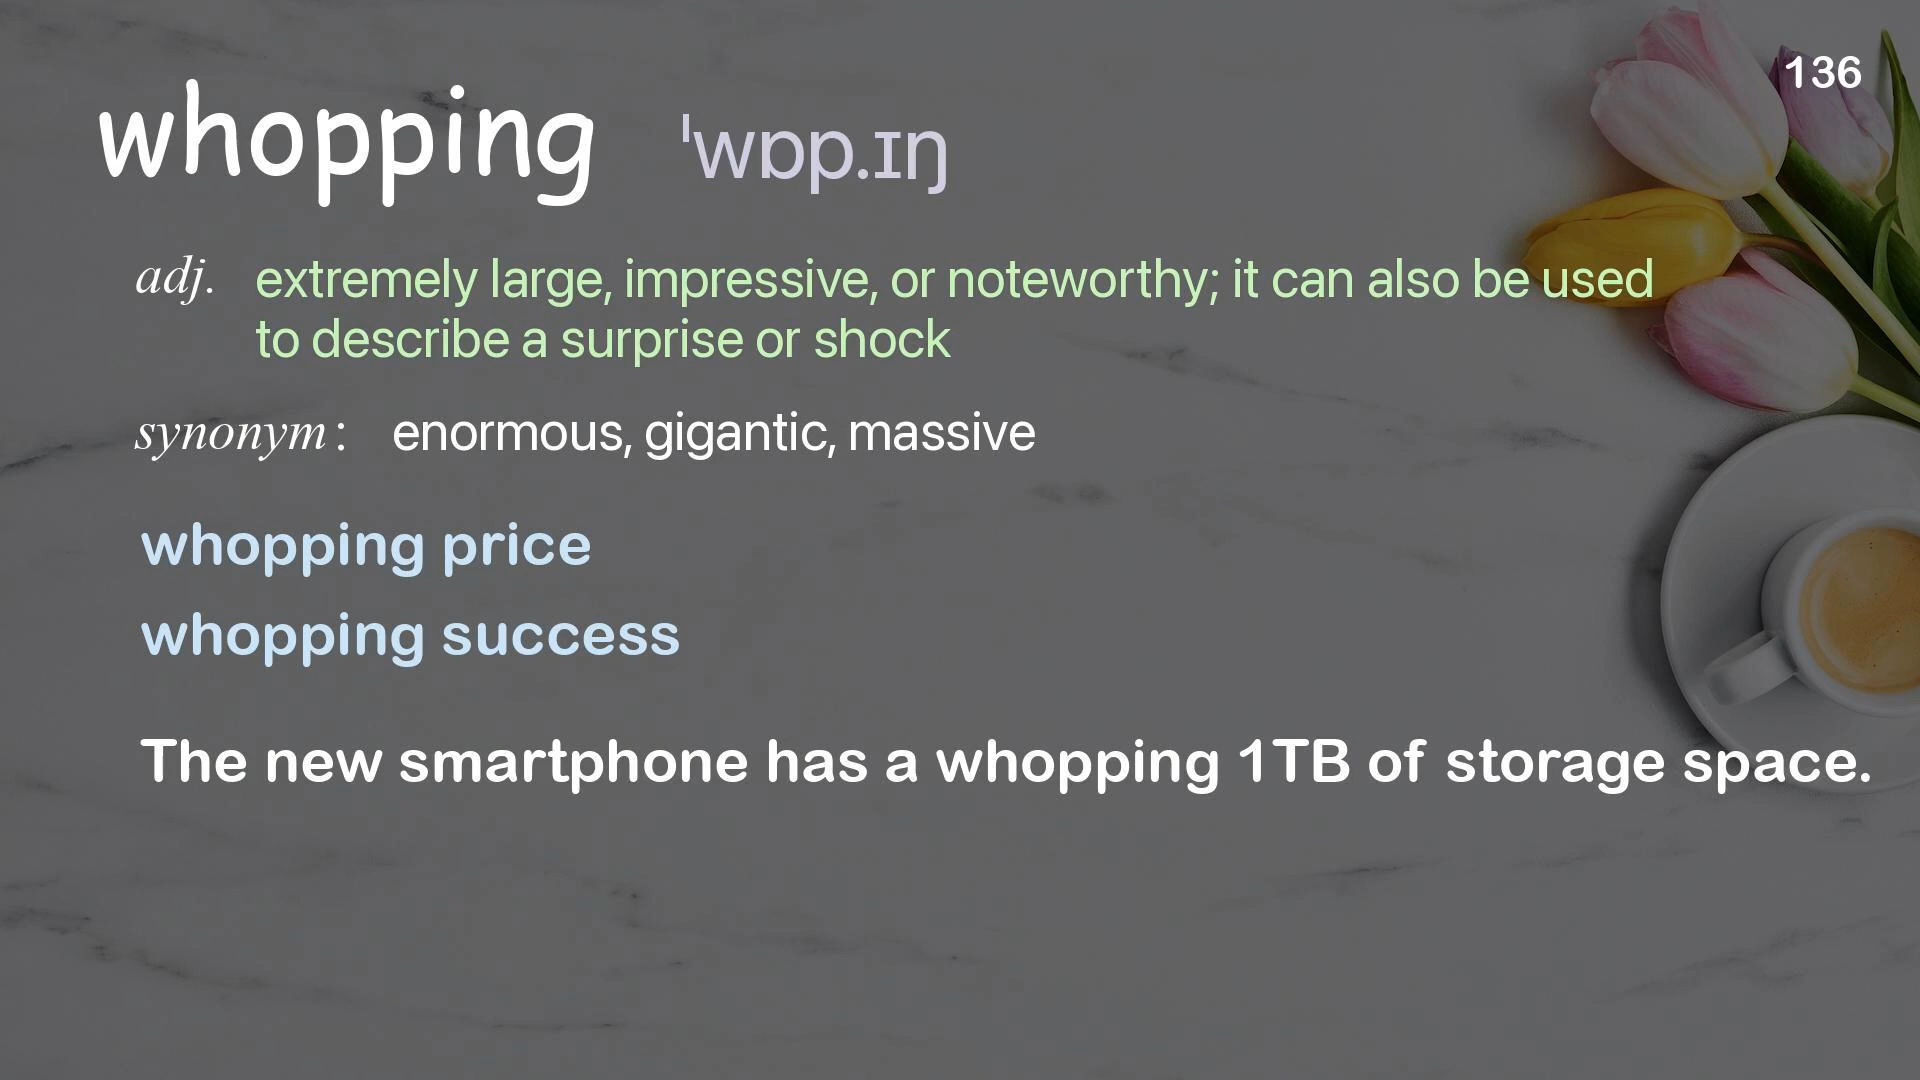 136
whopping ˈwɒp.ɪŋ
adj. extremely large, impressive, or noteworthy; it can also be used
to describe a surprise or shock
synonym: enormous, gigantic, massive
whopping price
whopping success
The new smartphone has a whopping 1TB of storage space.